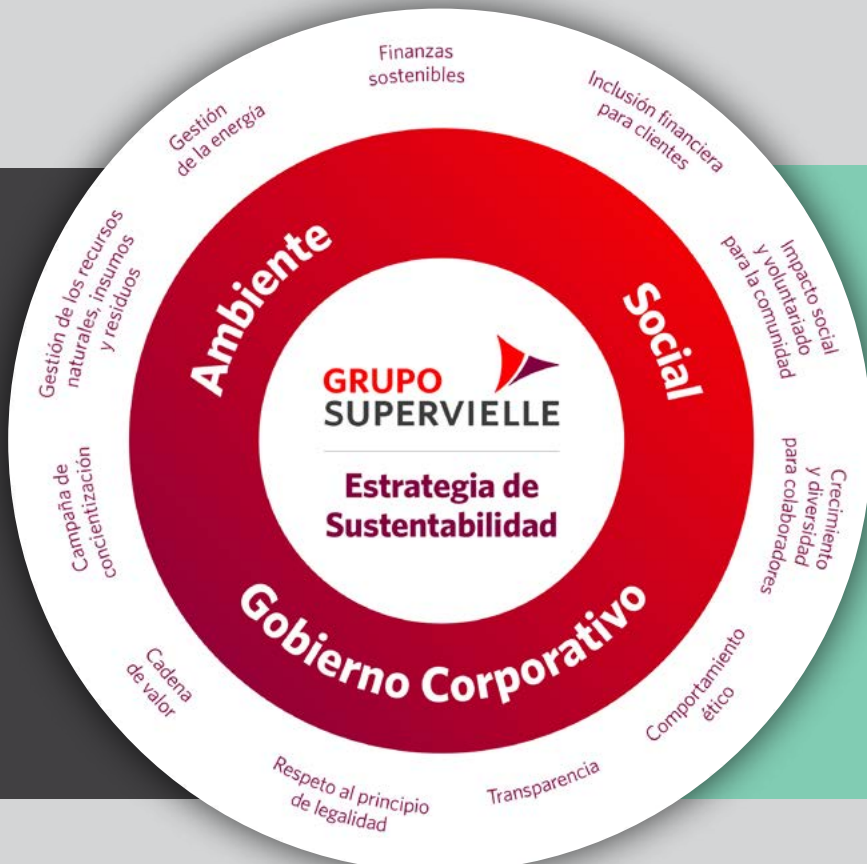 GRUPO
SUPERVIELLE
Estrategia de
Sustentabilidad
Ambiente
Social
Gobierno Corporativo
Finanzas
sostenibles
Inclusión financiera
para clientes
Impacto social
y voluntariado
para la comunidad
Crecimiento
y diversidad
para colaboradores
Comportamiento
ético
Transparencia
Respeto al principio
de legalidad
Cadena
de valor
Campaña de
concientización
Gestión de los recursos
naturales, insumos
y residuos
Gestión
de la energía